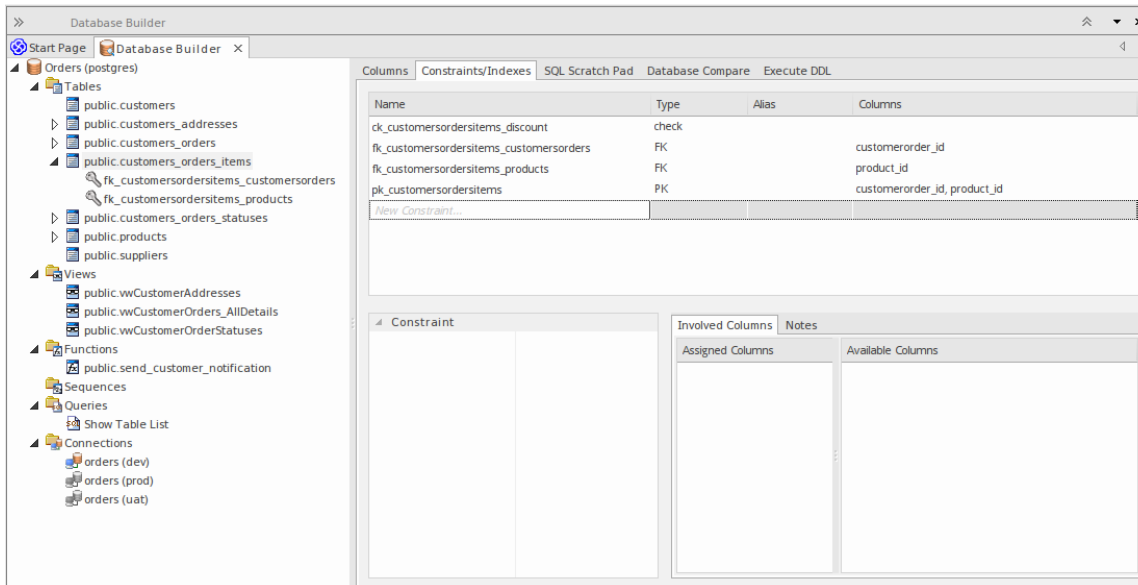 Database Builder
Start Page Database Builder
Orders (postgres)
Tables
public.customers
public.customers_addresses
public.customers_orders
public.customers_orders_items
fk_customersordersitems_customersorders
fk_customersordersitems_products
public.customers_orders_statuses
public.products
public.suppliers
Views
public.vwCustomerAddresses
public.vwCustomerOrders_AllDetails
public.vwCustomerOrderStatuses
Functions
public.send_customer_notification
Sequences
Queries
Show Table List
Connections
orders (dev)
orders (prod)
orders (uat)
Columns Constraints/Indexes SQL Scratch Pad Database Compare Execute DDL
Name Type Alias Columns
ck_customersordersitems_discount check
fk_customersordersitems_customersorders FK customerorder_id
fk_customersordersitems_products FK product_id
pk_customersordersitems PK customerorder_id, product_id
New Constraint...
Constraint
Involved Columns Notes
Assigned Columns Available Columns